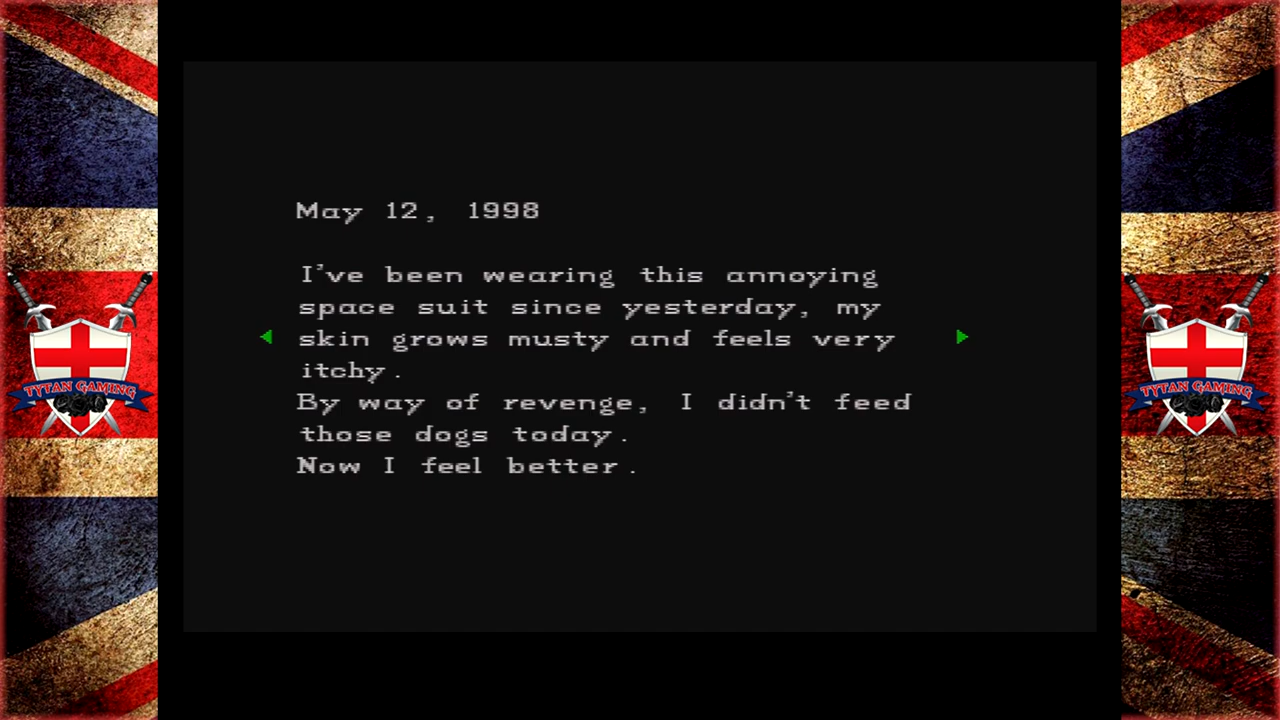 May 12, 1998
I've been wearing this annoying
space suit since yesterday, my
skin grows musty and feels very
itchy.
By way of revenge, I didn't feed
those dogs today.
Now I feel better.
TYTAN GAMING
TYTAN GAMING